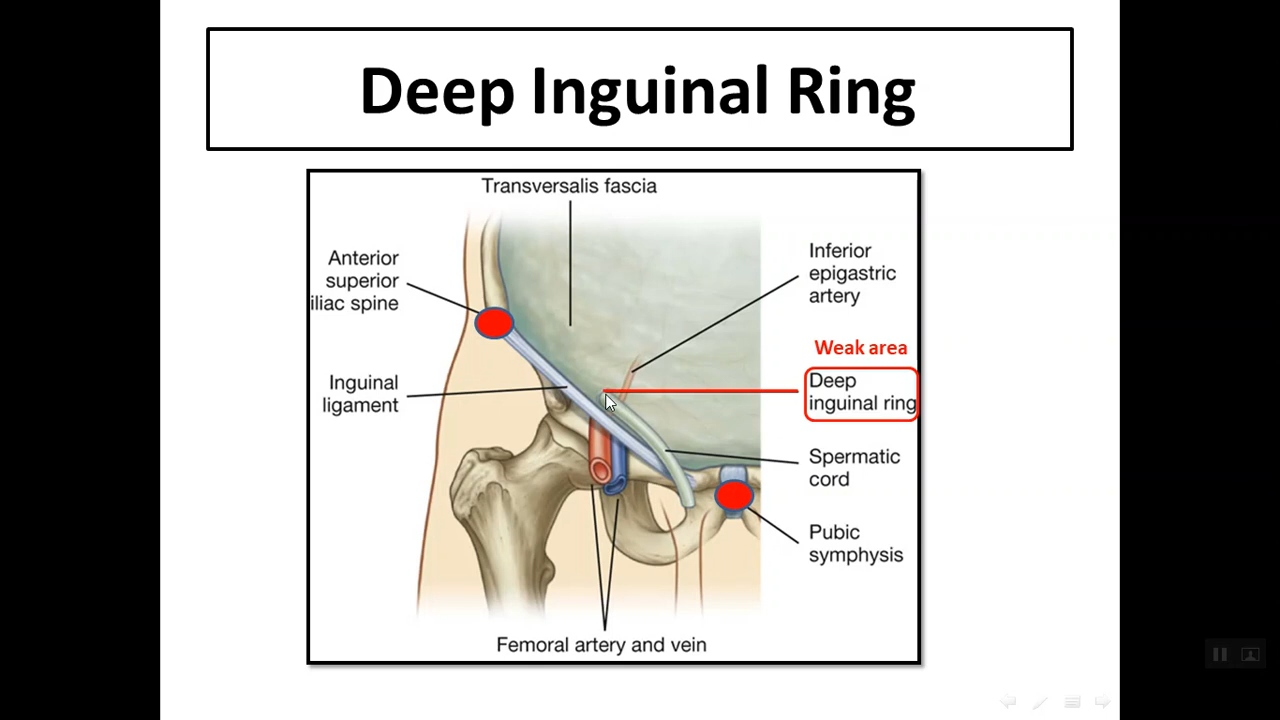 Deep Inguinal Ring
Transversalis fascia
Anterior
superior
iliac spine
Inferior
epigastric
artery
Weak area
Deep
inguinal ring
Inguinal
ligament
Spermatic
cord
Pubic
symphysis
Femoral artery and vein